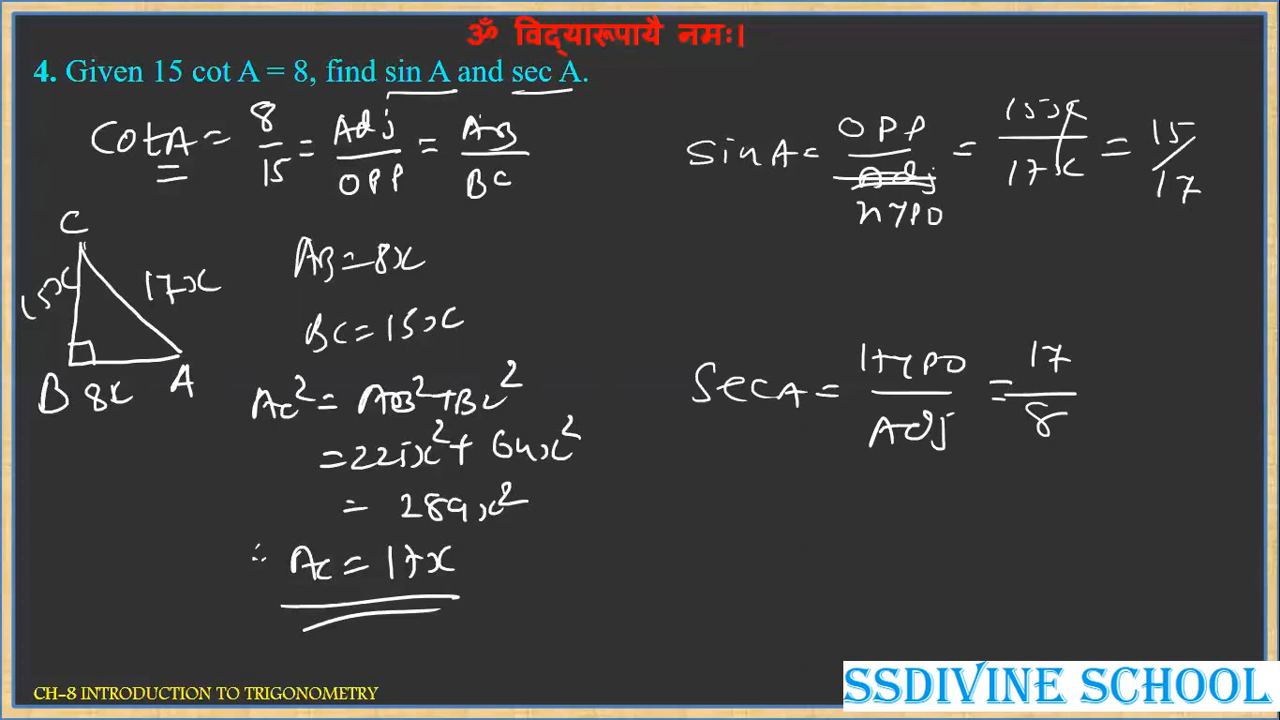 ॐ विद्यारूपायै नमः।
4. Given 15 cot A = 8, find sin A and sec A.
Cot A = 8/15 = Adj/OPP = AB/BC
C
15x
17x
B 8x A
AB = 8x
BC = 15x
AC² = AB² + BC²
= 225x² + 64x²
= 289x²
∴ AC = 17x
Sin A = OPP/HYPO = 15x/17x = 15/17
Sec A = HYPO/Adj = 17/8
CH-8 INTRODUCTION TO TRIGONOMETRY
SSDIVINE SCHOOL